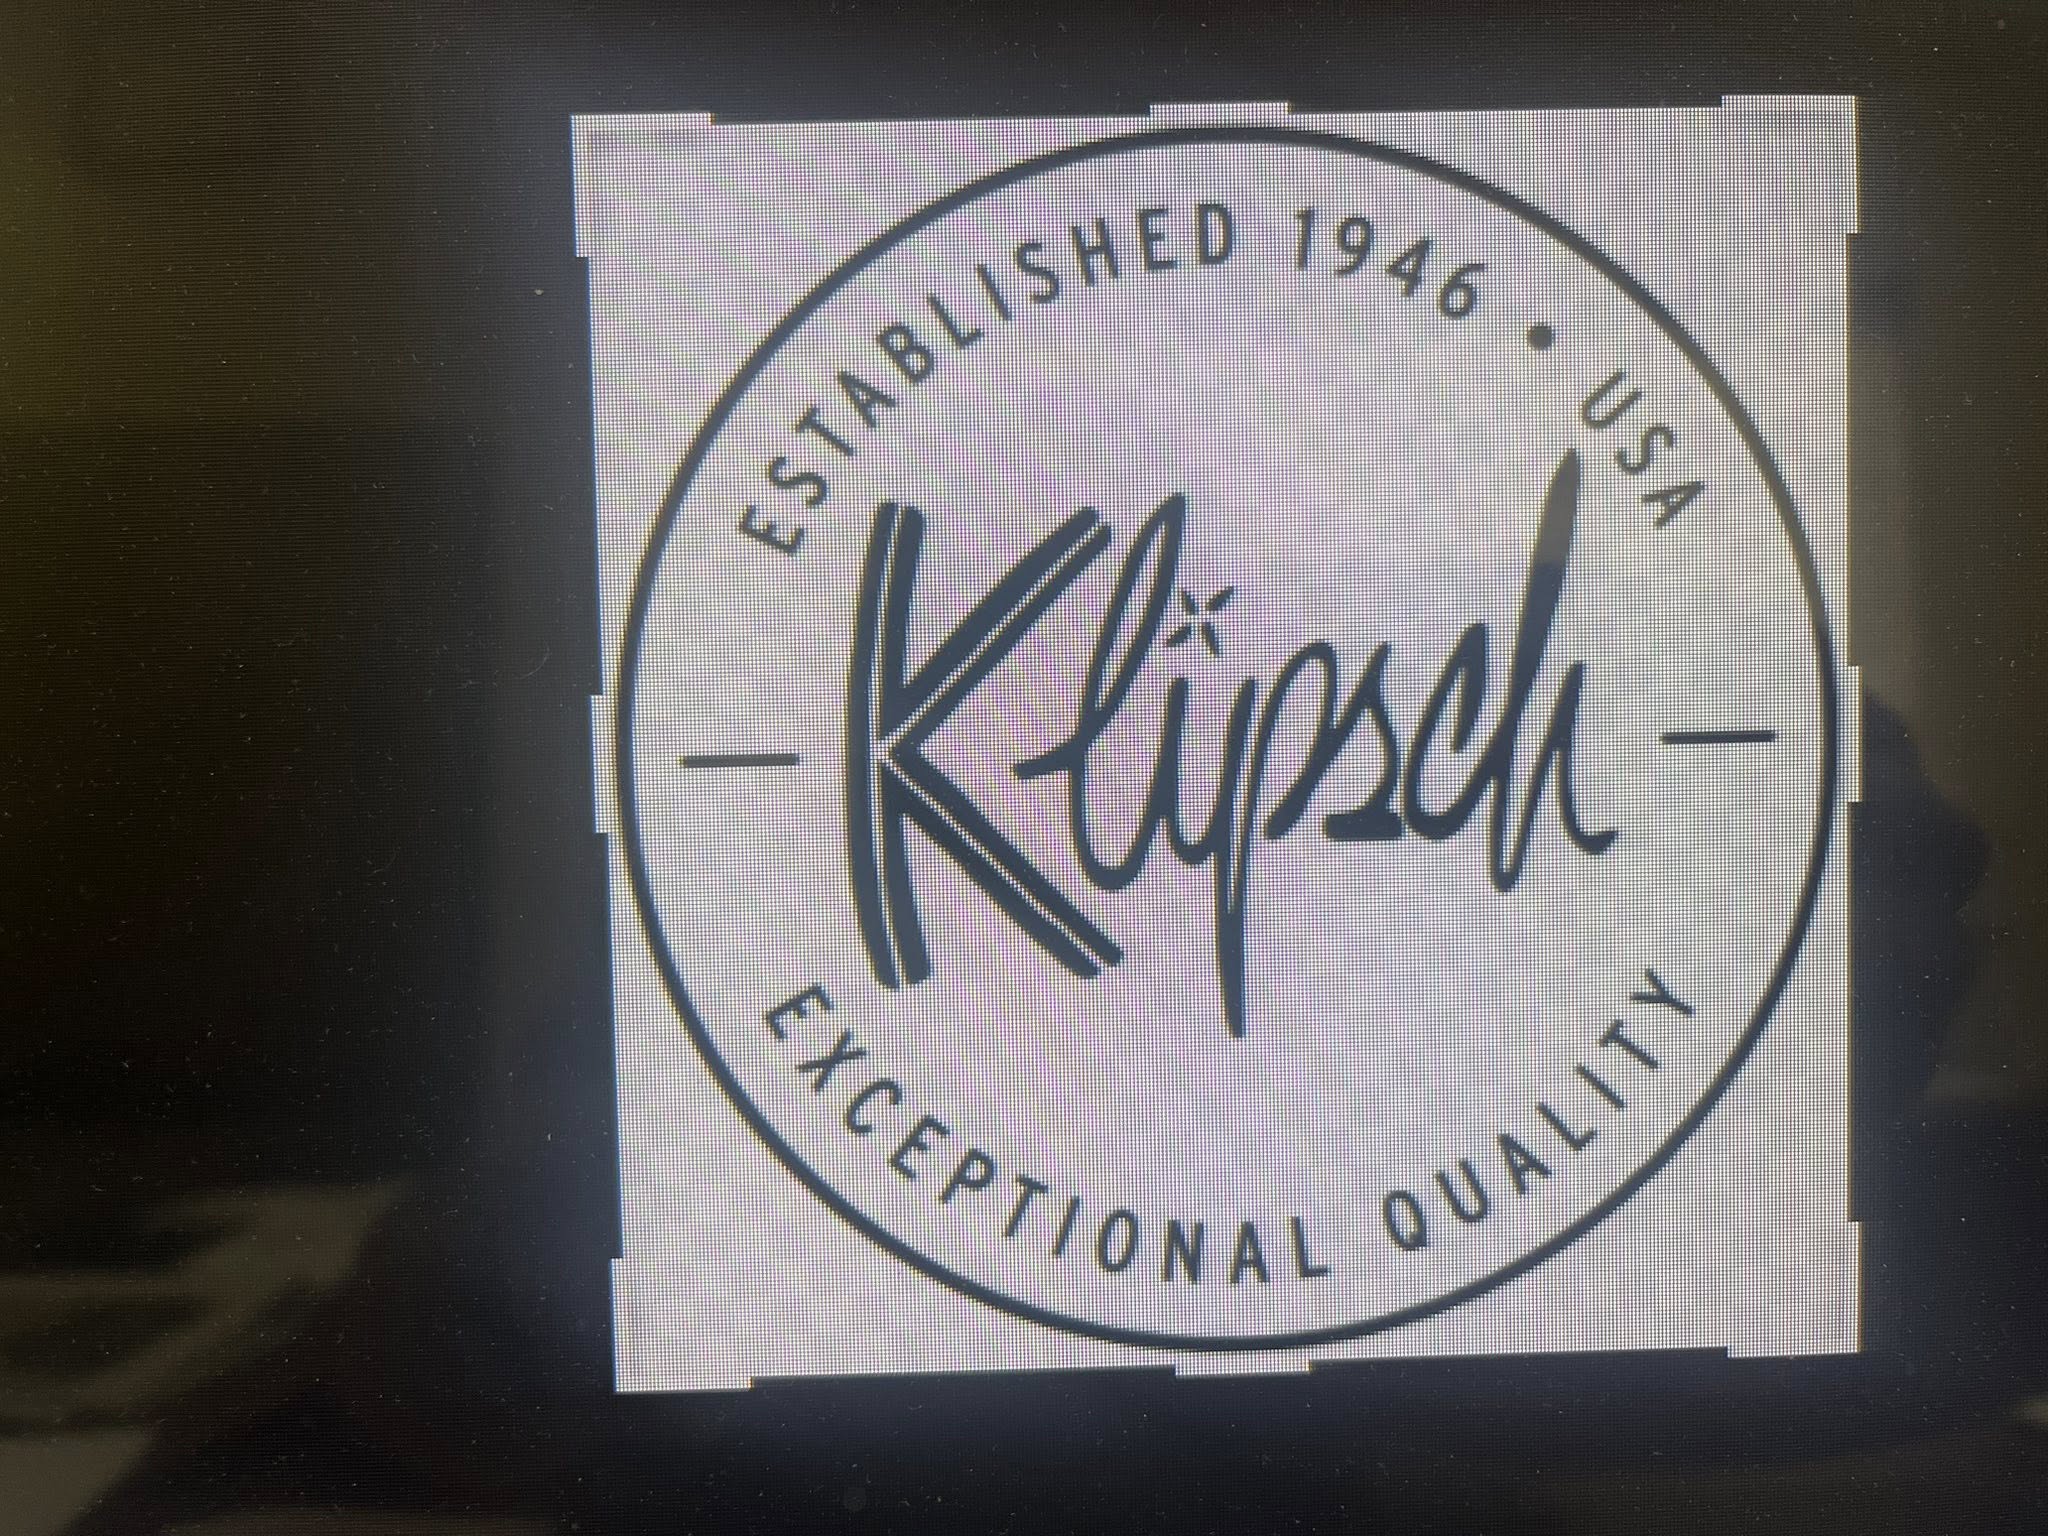 ESTABLISHED 1946 • USA
Klipsch
EXCEPTIONAL QUALITY